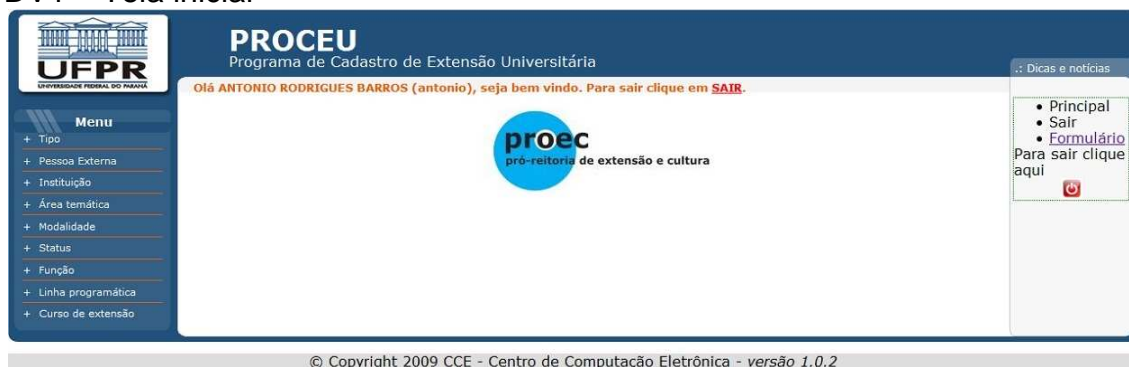 Tela inicial
UFPR
UNIVERSIDADE FEDERAL DO PARANÁ
PROCEU
Programa de Cadastro de Extensão Universitária
.: Dicas e notícias
Olá ANTONIO RODRIGUES BARROS (antonio), seja bem vindo. Para sair clique em SAIR.
Menu
+ Tipo
+ Pessoa Externa
+ Instituição
+ Área temática
+ Modalidade
+ Status
+ Função
+ Linha programática
+ Curso de extensão
proec
pró-reitoria de extensão e cultura
• Principal
• Sair
• Formulário
Para sair clique
aqui
© Copyright 2009 CCE - Centro de Computação Eletrônica - versão 1.0.2